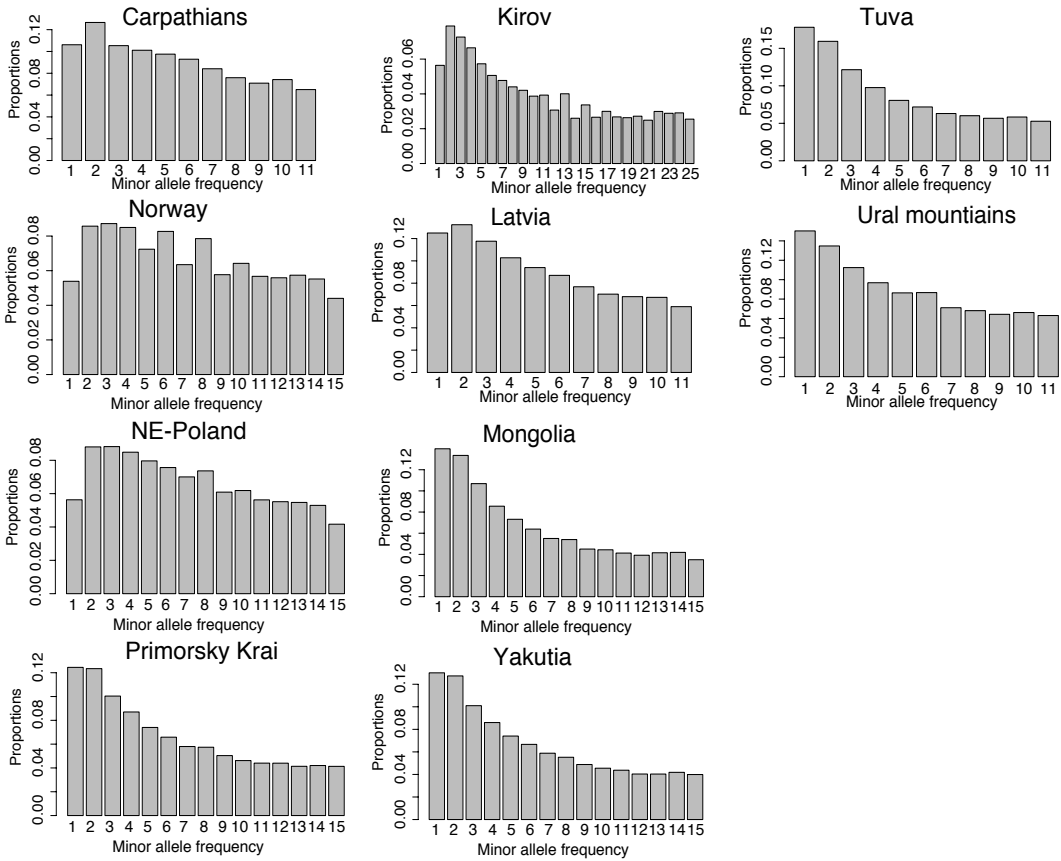 Carpathians
Proportions
0.00 0.04 0.08 0.12
1 2 3 4 5 6 7 8 9 10 11
Minor allele frequency
Kirov
Proportions
0.00 0.02 0.04 0.06
1 3 5 7 9 11 13 15 17 19 21 23 25
Minor allele frequency
Tuva
Proportions
0.00 0.05 0.10 0.15
1 2 3 4 5 6 7 8 9 10 11
Minor allele frequency
Norway
Proportions
0.00 0.02 0.04 0.06 0.08
1 2 3 4 5 6 7 8 9 10 11 12 13 14 15
Minor allele frequency
Latvia
Proportions
0.00 0.04 0.08 0.12
1 2 3 4 5 6 7 8 9 10 11
Minor allele frequency
Ural mountiains
Proportions
0.00 0.04 0.08 0.12
1 2 3 4 5 6 7 8 9 10 11
Minor allele frequency
NE-Poland
Proportions
0.00 0.02 0.04 0.06 0.08
1 2 3 4 5 6 7 8 9 10 11 12 13 14 15
Minor allele frequency
Mongolia
Proportions
0.00 0.04 0.08 0.12
1 2 3 4 5 6 7 8 9 10 11 12 13 14 15
Minor allele frequency
Primorsky Krai
Proportions
0.00 0.04 0.08 0.12
1 2 3 4 5 6 7 8 9 10 11 12 13 14 15
Minor allele frequency
Yakutia
Proportions
0.00 0.04 0.08 0.12
1 2 3 4 5 6 7 8 9 10 11 12 13 14 15
Minor allele frequency